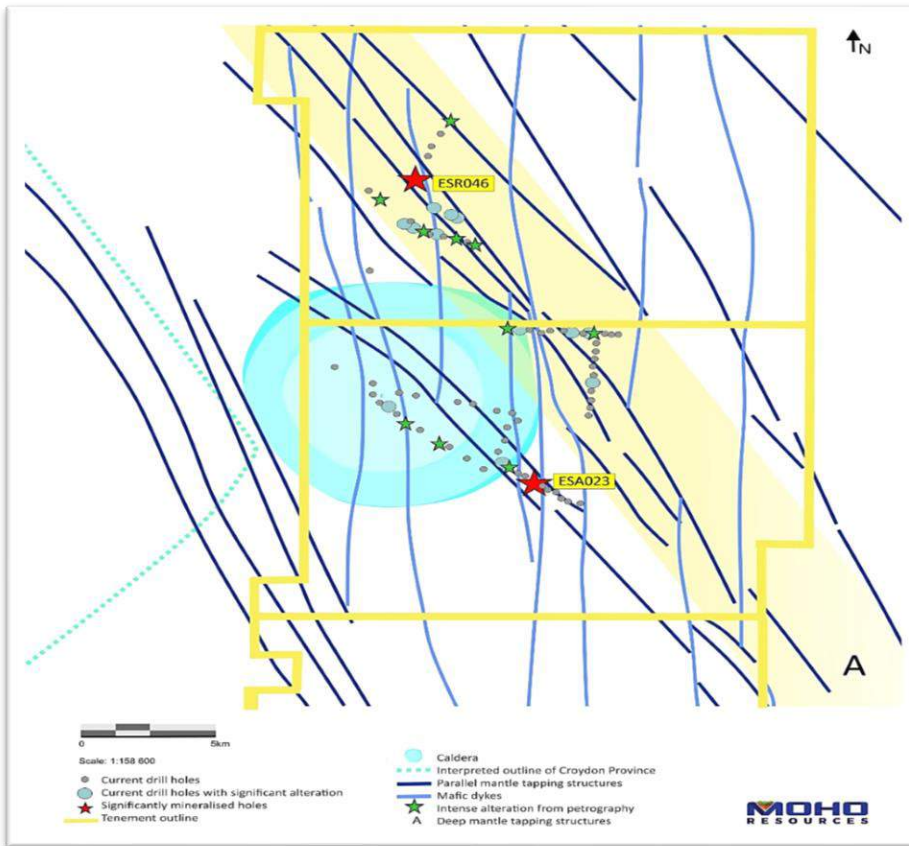 N
ESR046
ESA023
A
0 5km
Scale: 1:158 600
Current drill holes
Current drill holes with significant alteration
Significantly mineralised holes
Tenement outline
Caldera
Interpreted outline of Croydon Province
Parallel mantle tapping structures
Mafic dykes
Intense alteration from petrography
A Deep mantle tapping structures
MOHO
RESOURCES